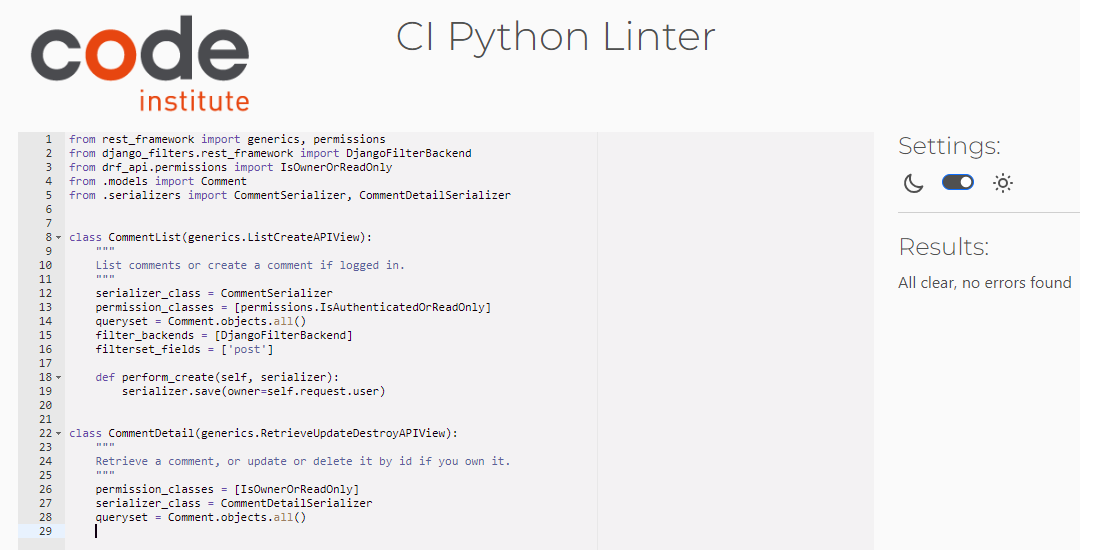 code
institute
CI Python Linter
1 from rest_framework import generics, permissions
2 from django_filters.rest_framework import DjangoFilterBackend
3 from drf_api.permissions import IsOwnerOrReadOnly
4 from .models import Comment
5 from .serializers import CommentSerializer, CommentDetailSerializer
6
7
8 class CommentList(generics.ListCreateAPIView):
9     """
10     List comments or create a comment if logged in.
11     """
12     serializer_class = CommentSerializer
13     permission_classes = [permissions.IsAuthenticatedOrReadOnly]
14     queryset = Comment.objects.all()
15     filter_backends = [DjangoFilterBackend]
16     filterset_fields = ['post']
17
18     def perform_create(self, serializer):
19         serializer.save(owner=self.request.user)
20
21
22 class CommentDetail(generics.RetrieveUpdateDestroyAPIView):
23     """
24     Retrieve a comment, or update or delete it by id if you own it.
25     """
26     permission_classes = [IsOwnerOrReadOnly]
27     serializer_class = CommentDetailSerializer
28     queryset = Comment.objects.all()
29
Settings:
Results:
All clear, no errors found